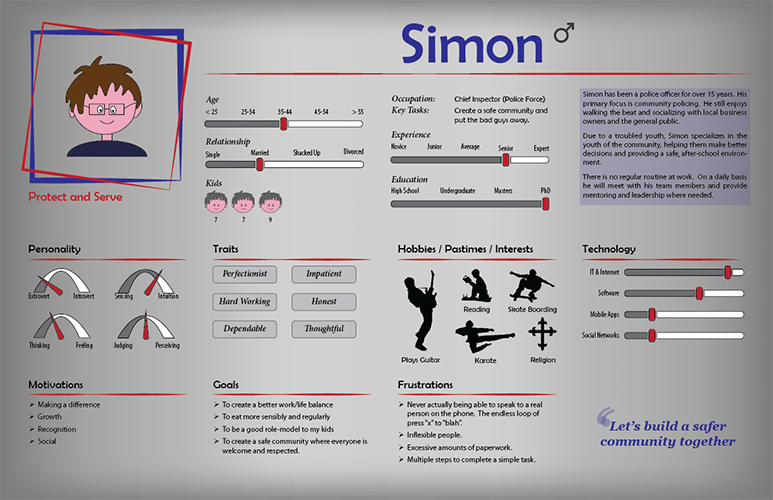 Simon
Protect and Serve
Age
< 25 25-34 35-44 45-54 > 55
Relationship
Single Married Shacked Up Divorced
Kids
7 7 9
Occupation: Chief Inspector (Police Force)
Key Tasks: Create a safe community and
put the bad guys away.
Experience
Novice Junior Average Senior Expert
Education
High School Undergraduate Masters PhD
Simon has been a police officer for over 15 years. His
primary focus is community policing. He still enjoys
walking the beat and socializing with local business
owners and the general public.
Due to a troubled youth, Simon specializes in the
youth of the community, helping them make better
decisions and providing a safe, after-school environ-
ment.
There is no regular routine at work. On a daily basis
he will meet with his team members and provide
mentoring and leadership where needed.
Personality
Extrovert Introvert Sensing Intuition
Thinking Feeling Judging Perceiving
Traits
Perfectionist Impatient
Hard Working Honest
Dependable Thoughtful
Hobbies / Pastimes / Interests
Reading Skate Boarding
Plays Guitar Karate Religion
Technology
IT & Internet
Software
Mobile Apps
Social Networks
Motivations
➢ Making a difference
➢ Growth
➢ Recognition
➢ Social
Goals
➢ To create a better work/life balance
➢ To eat more sensibly and regularly
➢ To be a good role-model to my kids
➢ To create a safe community where everyone is
welcome and respected.
Frustrations
➢ Never actually being able to speak to a real
person on the phone. The endless loop of
press "x" to "blah".
➢ Inflexible people.
➢ Excessive amounts of paperwork.
➢ Multiple steps to complete a simple task.
“Let's build a safer
community together